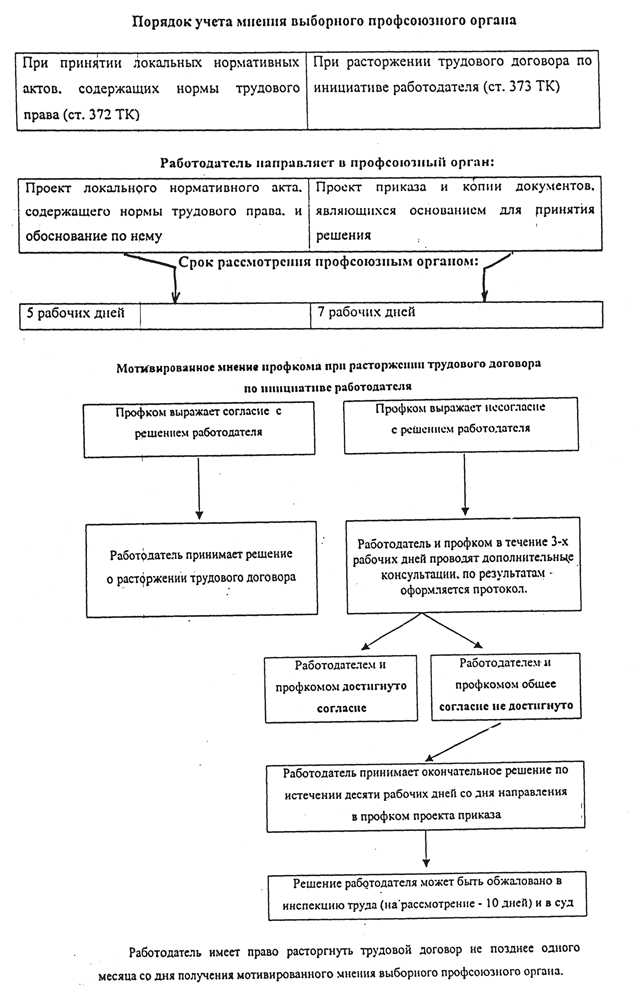 Порядок учета мнения выборного профсоюзного органа
При принятии локальных нормативных
актов, содержащих нормы трудового
права (ст. 372 ТК)
При расторжении трудового договора по
инициативе работодателя (ст. 373 ТК)
Работодатель направляет в профсоюзный орган:
Проект локального нормативного акта,
содержащего нормы трудового права, и
обоснование по нему
Проект приказа и копии документов,
являющихся основанием для принятия
решения
Срок рассмотрения профсоюзным органом:
5 рабочих дней
7 рабочих дней
Мотивированное мнение профкома при расторжении трудового договора
по инициативе работодателя
Профком выражает согласие с
решением работодателя
Профком выражает несогласие
с решением работодателя
Работодатель принимает решение
о расторжении трудового договора
Работодатель и профком в течение 3-х
рабочих дней проводят дополнительные
консультации, по результатам -
оформляется протокол.
Работодателем и
профкомом достигнуто
согласие
Работодателем и
профкомом общее
согласие не достигнуто
Работодатель принимает окончательное решение по
истечении десяти рабочих дней со дня направления
в профком проекта приказа
Решение работодателя может быть обжаловано в
инспекцию труда (на рассмотрение - 10 дней) и в суд
Работодатель имеет право расторгнуть трудовой договор не позднее одного
месяца со дня получения мотивированного мнения выборного профсоюзного органа.